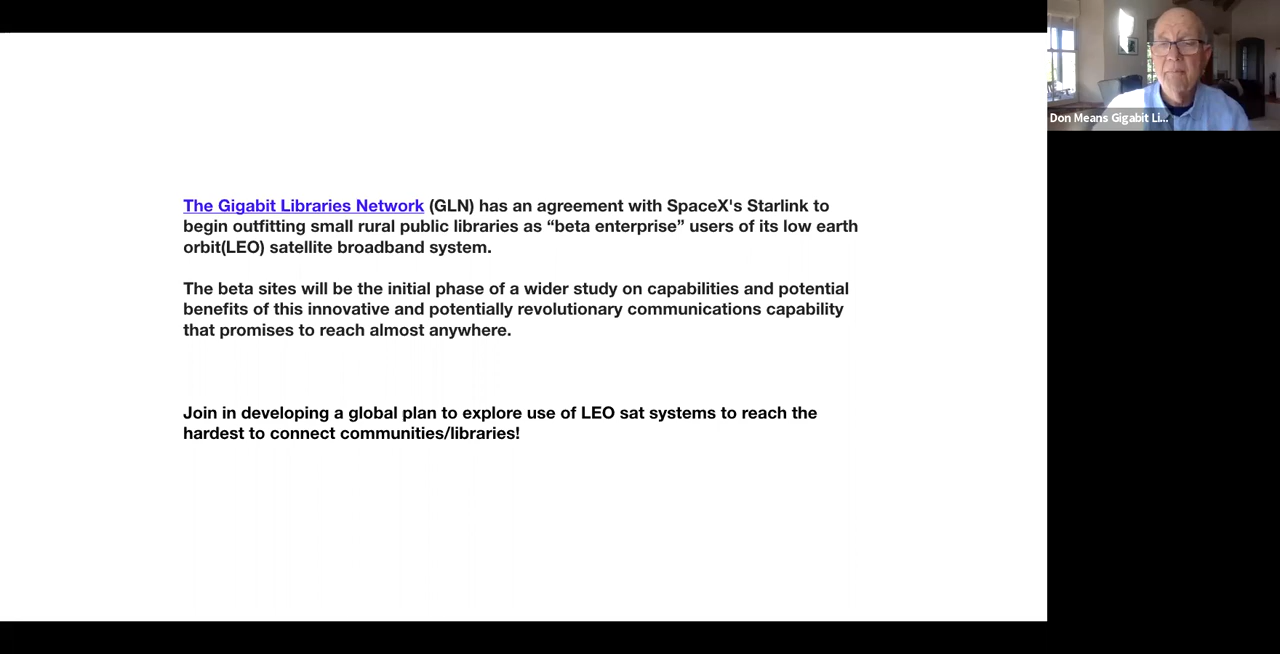 The Gigabit Libraries Network (GLN) has an agreement with SpaceX's Starlink to
begin outfitting small rural public libraries as “beta enterprise” users of its low earth
orbit(LEO) satellite broadband system.
The beta sites will be the initial phase of a wider study on capabilities and potential
benefits of this innovative and potentially revolutionary communications capability
that promises to reach almost anywhere.
Join in developing a global plan to explore use of LEO sat systems to reach the
hardest to connect communities/libraries!
Don Means Gigabit Li...